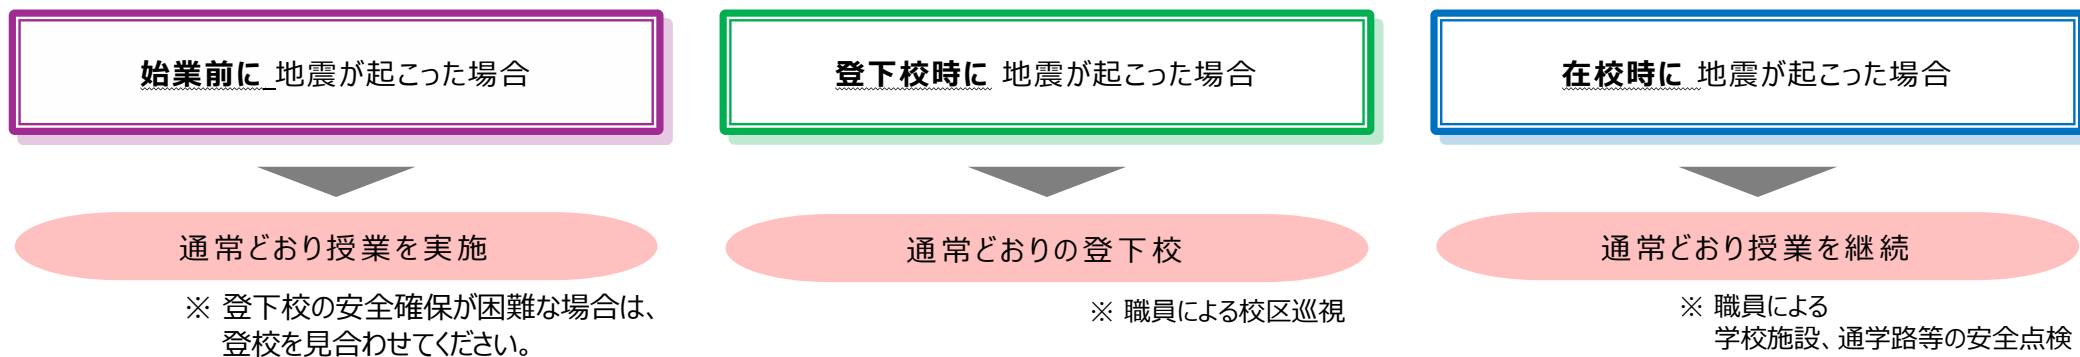 始業前に 地震が起こった場合
通常どおり授業を実施
※ 登下校の安全確保が困難な場合は、
登校を見合わせてください。
登下校時に 地震が起こった場合
通常どおりの登下校
※ 職員による校区巡視
在校時に 地震が起こった場合
通常どおり授業を継続
※ 職員による
学校施設、通学路等の安全点検